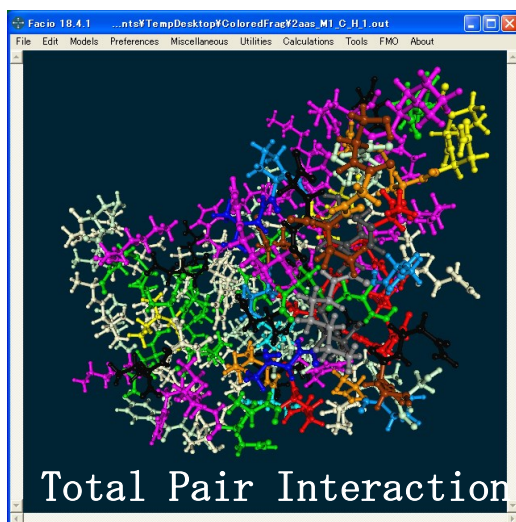 Facio 18.4.1 ...nts¥TempDesktop¥ColoredFrag¥2aas_M1_C_H_1.out
File Edit Models Preferences Miscellaneous Utilities Calculations Tools FMO About
Total Pair Interaction